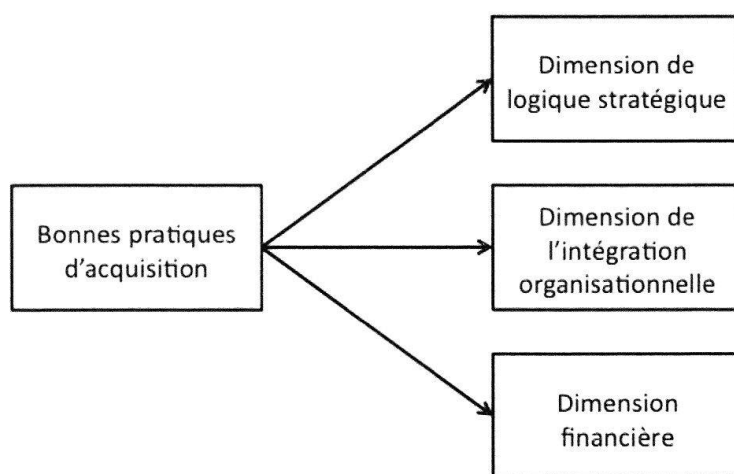 Dimension de
logique stratégique
Bonnes pratiques
d'acquisition
Dimension de
l'intégration
organisationnelle
Dimension
financière